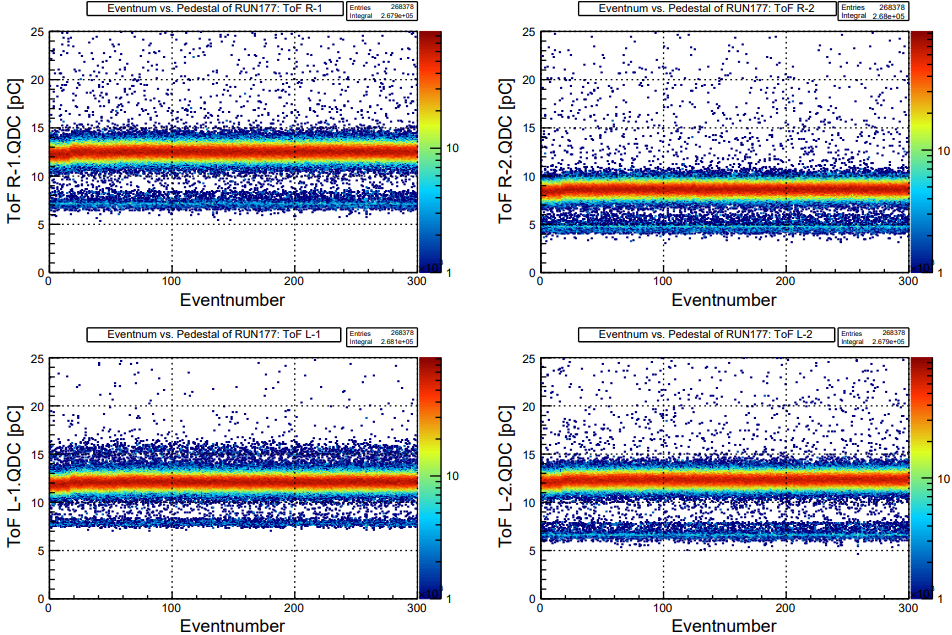 Eventnum vs. Pedestal of RUN177: ToF R-1
Entries 268378
Integral 2.679e+05
ToF R-1.QDC [pC]
25
20
15
10
5
0
0 100 200 300
10
1
Eventnumber
Eventnum vs. Pedestal of RUN177: ToF R-2
Entries 268378
Integral 2.68e+05
ToF R-2.QDC [pC]
25
20
15
10
5
0
0 100 200 300
10
1
Eventnumber
Eventnum vs. Pedestal of RUN177: ToF L-1
Entries 268378
Integral 2.681e+05
ToF L-1.QDC [pC]
25
20
15
10
5
0
0 100 200 300
10
1
Eventnumber
Eventnum vs. Pedestal of RUN177: ToF L-2
Entries 268378
Integral 2.679e+05
ToF L-2.QDC [pC]
25
20
15
10
5
0
0 100 200 300
10
1
Eventnumber